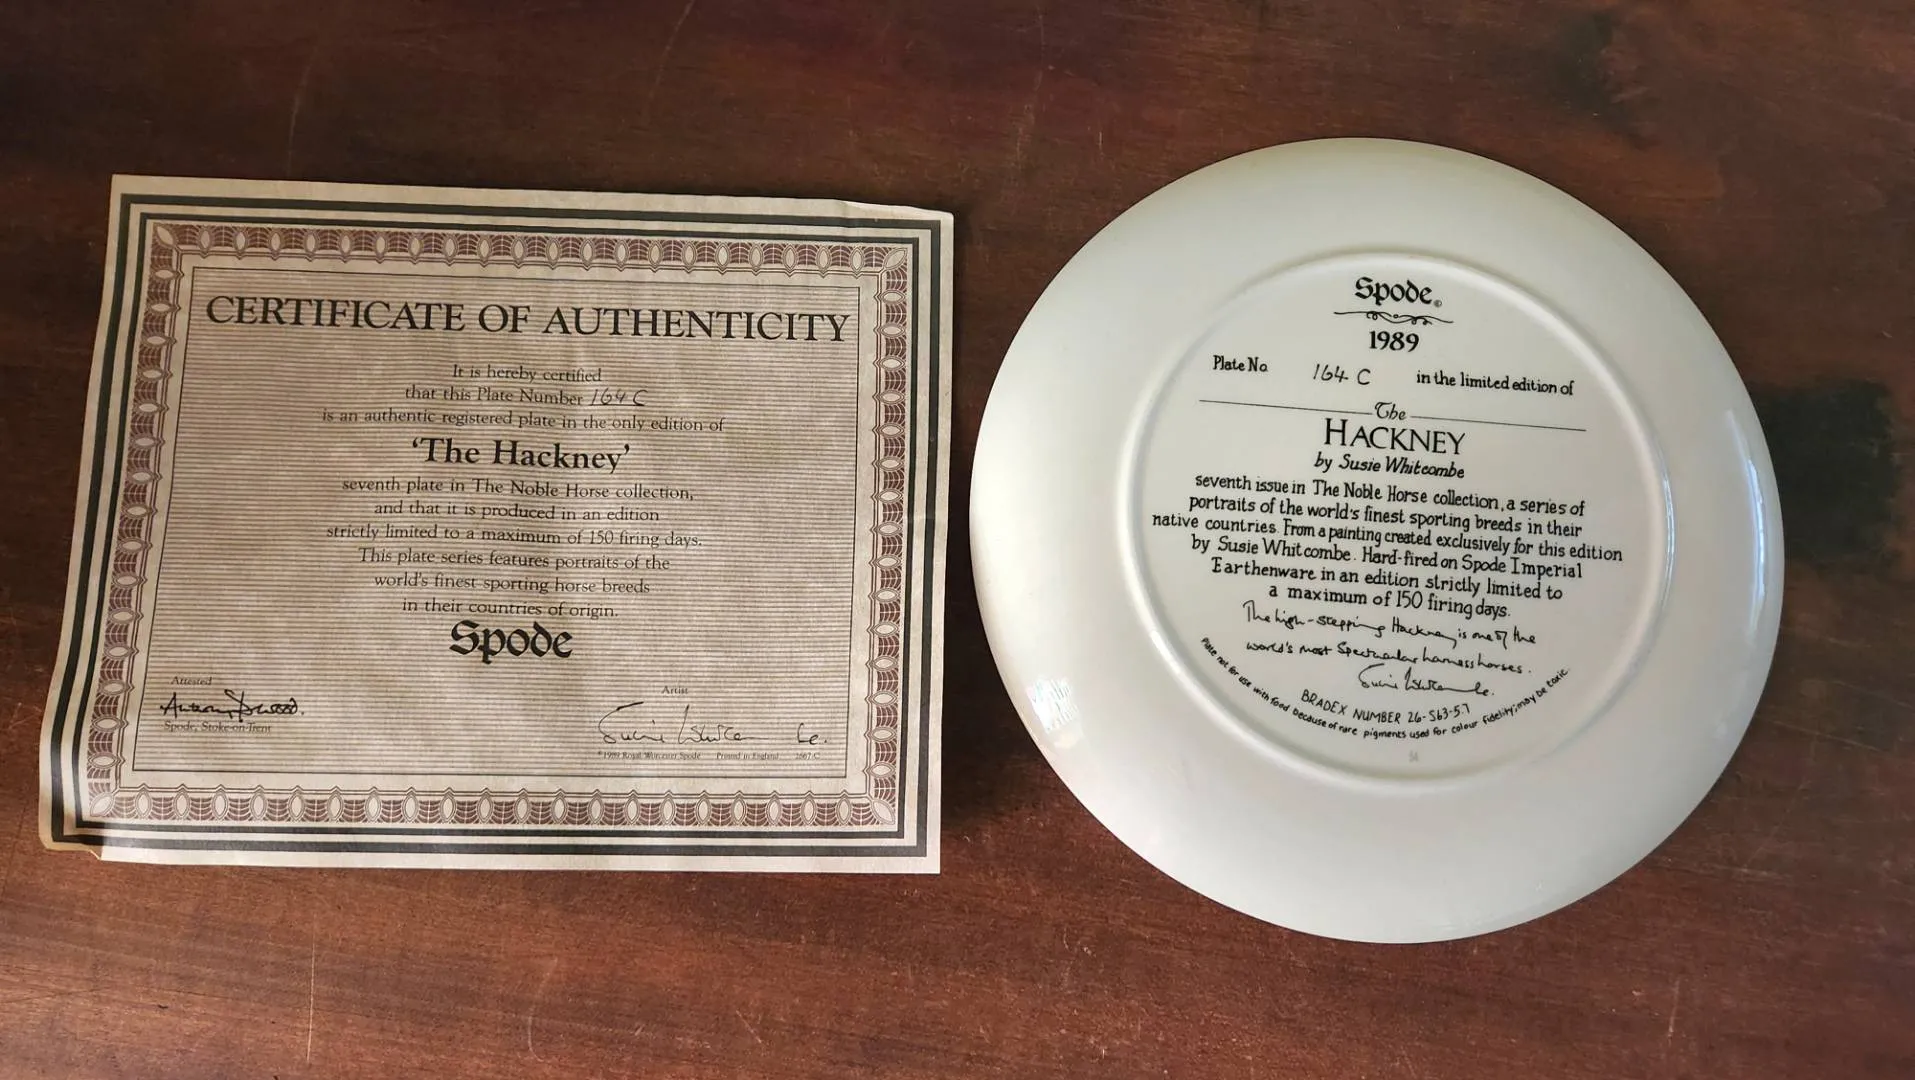 CERTIFICATE OF AUTHENTICITY
It is hereby certified
that this Plate Number 164 C
is an authentic registered plate in the only edition of
‘The Hackney’
seventh plate in The Noble Horse collection,
and that it is produced in an edition
strictly limited to a maximum of 150 firing days.
This plate series features portraits of the
world's finest sporting horse breeds
in their countries of origin.
Spode
Attested
Spode, Stoke-on-Trent
Artist
© 1989 Royal Worcester Spode Printed in England 2667-C
Spode©
1989
Plate No 164 C in the limited edition of
The
HACKNEY
by Susie Whitcombe
seventh issue in The Noble Horse collection, a series of
portraits of the world's finest sporting breeds in their
native countries. From a painting created exclusively for this edition
by Susie Whitcombe. Hard-fired on Spode Imperial
Earthenware in an edition strictly limited to
a maximum of 150 firing days.
The high-stepping Hackney is one of the
world's most Spectacular harness horses.
Susie Whitcombe.
BRADEX NUMBER 26-S63-5.7
Plate not for use with food because of rare pigments used for colour fidelity; may be toxic.
54